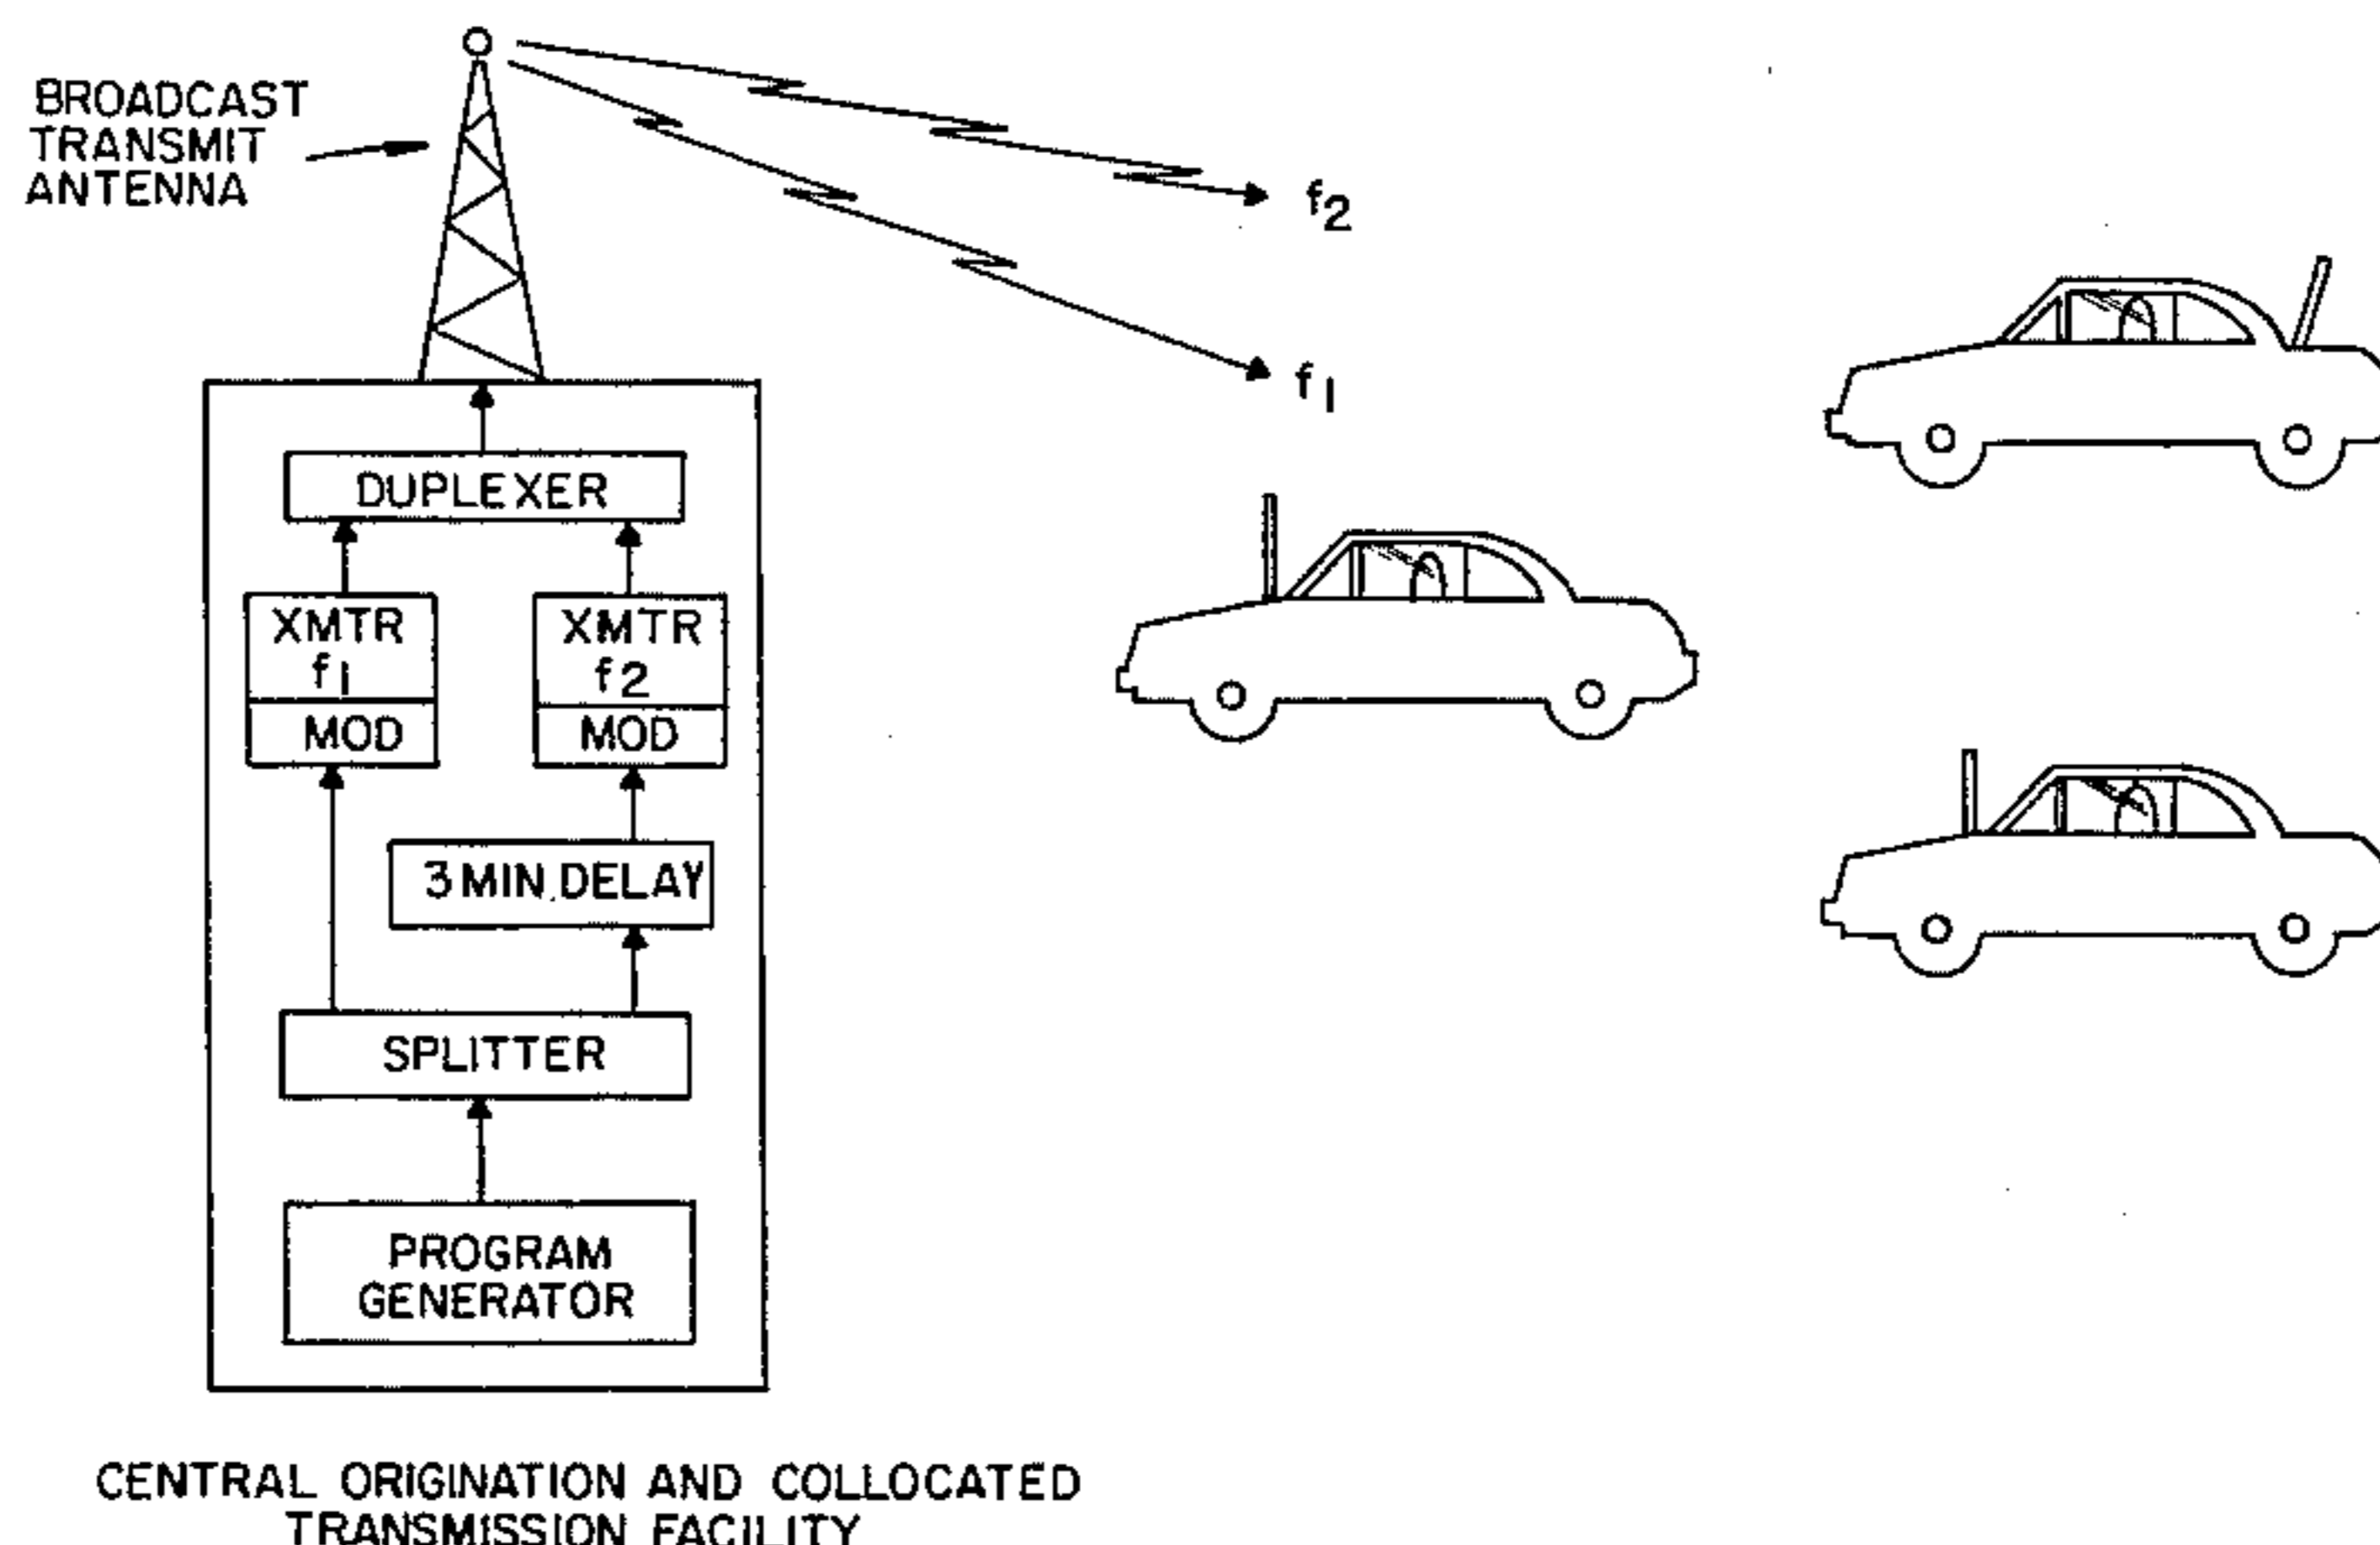 BROADCAST
TRANSMIT
ANTENNA
f2
f1
DUPLEXER
XMTR
f1
MOD
XMTR
f2
MOD
3 MIN. DELAY
SPLITTER
PROGRAM
GENERATOR
CENTRAL ORIGINATION AND COLLOCATED
TRANSMISSION FACILITY